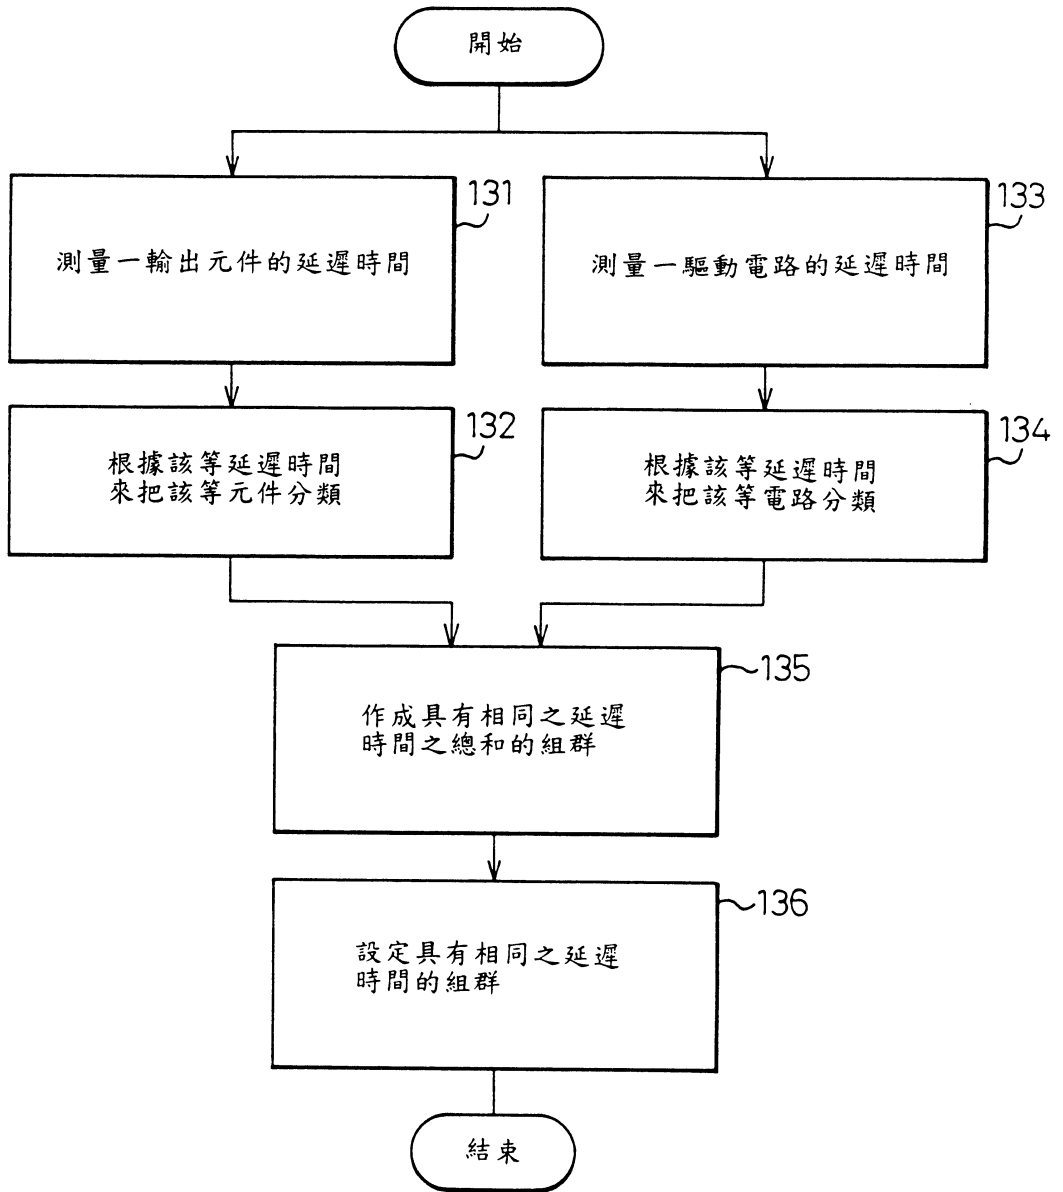 開始
131
測量一輸出元件的延遲時間
133
測量一驅動電路的延遲時間
132
根據該等延遲時間
來把該等元件分類
134
根據該等延遲時間
來把該等電路分類
135
作成具有相同之延遲
時間之總和的組群
136
設定具有相同之延遲
時間的組群
結束